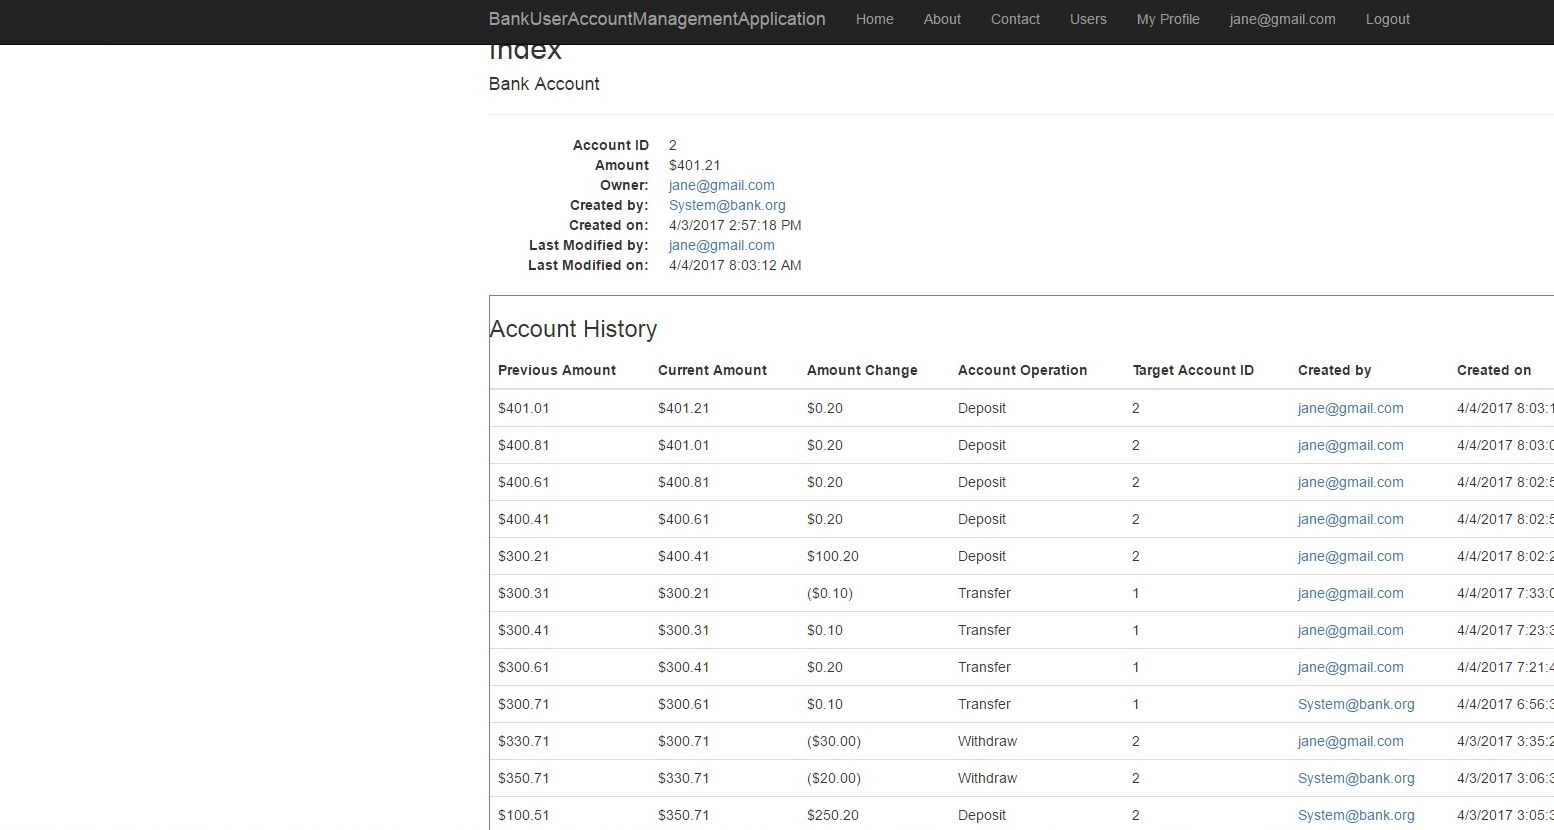 BankUserAccountManagementApplication Home About Contact Users My Profile jane@gmail.com Logout
Index
Bank Account
Account ID 2
Amount $401.21
Owner: jane@gmail.com
Created by: System@bank.org
Created on: 4/3/2017 2:57:18 PM
Last Modified by: jane@gmail.com
Last Modified on: 4/4/2017 8:03:12 AM
Account History
Previous Amount Current Amount Amount Change Account Operation Target Account ID Created by Created on
$401.01 $401.21 $0.20 Deposit 2 jane@gmail.com 4/4/2017 8:03:1
$400.81 $401.01 $0.20 Deposit 2 jane@gmail.com 4/4/2017 8:03:0
$400.61 $400.81 $0.20 Deposit 2 jane@gmail.com 4/4/2017 8:02:5
$400.41 $400.61 $0.20 Deposit 2 jane@gmail.com 4/4/2017 8:02:5
$300.21 $400.41 $100.20 Deposit 2 jane@gmail.com 4/4/2017 8:02:2
$300.31 $300.21 ($0.10) Transfer 1 jane@gmail.com 4/4/2017 7:33:0
$300.41 $300.31 $0.10 Transfer 1 jane@gmail.com 4/4/2017 7:23:3
$300.61 $300.41 $0.20 Transfer 1 jane@gmail.com 4/4/2017 7:21:4
$300.71 $300.61 $0.10 Transfer 1 System@bank.org 4/4/2017 6:56:3
$330.71 $300.71 ($30.00) Withdraw 2 jane@gmail.com 4/3/2017 3:35:2
$350.71 $330.71 ($20.00) Withdraw 2 System@bank.org 4/3/2017 3:06:3
$100.51 $350.71 $250.20 Deposit 2 System@bank.org 4/3/2017 3:05:3